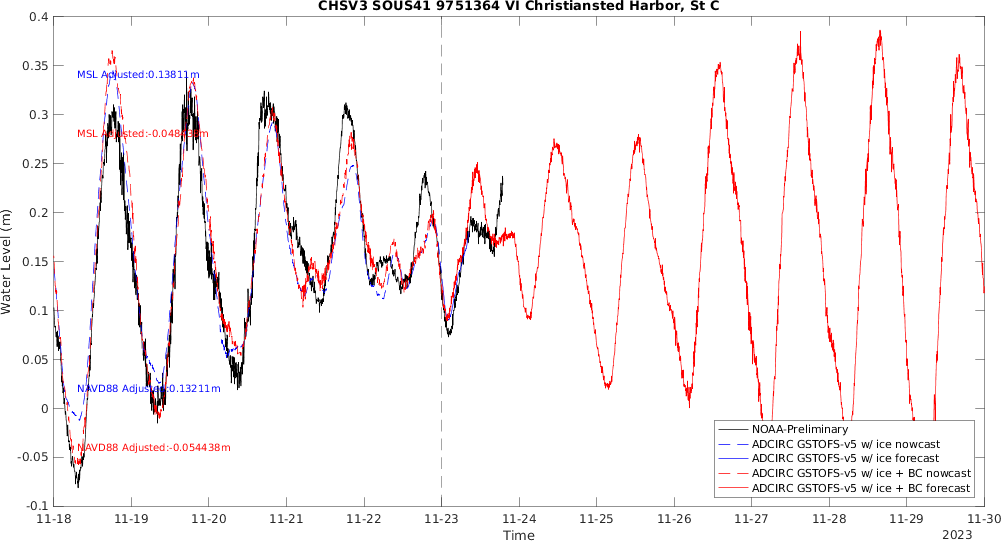 CHSV3 SOUS41 9751364 VI Christiansted Harbor, St C
0.4
0.35
0.3
0.25
0.2
0.15
0.1
0.05
0
-0.05
-0.1
Water Level (m)
MSL Adjusted:0.13811m
NAVD88 Adjusted:0.13211m
NAVD88 Adjusted:-0.054438m
NOAA-Preliminary
ADCIRC GSTOFS-v5 w/ ice nowcast
ADCIRC GSTOFS-v5 w/ ice forecast
ADCIRC GSTOFS-v5 w/ ice + BC nowcast
ADCIRC GSTOFS-v5 w/ ice + BC forecast
11-18 11-19 11-20 11-21 11-22 11-23 11-24 11-25 11-26 11-27 11-28 11-29 11-30
Time
2023